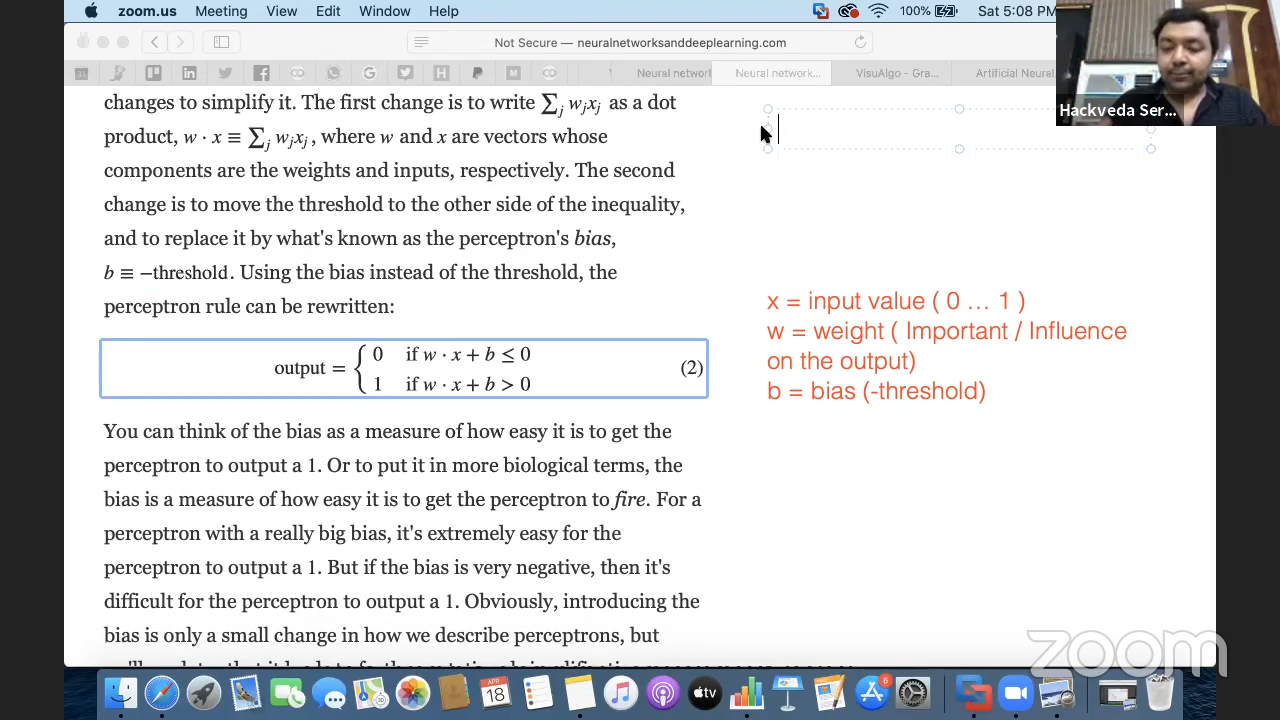 zoom.us Meeting View Edit Window Help 100% Sat 5:08 PM
Not Secure — neuralnetworksanddeeplearning.com
Neural networ Neural network... VisuAlgo - Gra... Artificial Neural
Hackveda Ser...
changes to simplify it. The first change is to write ∑ⱼ wⱼxⱼ as a dot
product, w · x ≡ ∑ⱼ wⱼxⱼ, where w and x are vectors whose
components are the weights and inputs, respectively. The second
change is to move the threshold to the other side of the inequality,
and to replace it by what's known as the perceptron's bias,
b ≡ −threshold. Using the bias instead of the threshold, the
perceptron rule can be rewritten:
output = { 0 if w · x + b ≤ 0
1 if w · x + b > 0 (2)
You can think of the bias as a measure of how easy it is to get the
perceptron to output a 1. Or to put it in more biological terms, the
bias is a measure of how easy it is to get the perceptron to fire. For a
perceptron with a really big bias, it's extremely easy for the
perceptron to output a 1. But if the bias is very negative, then it's
difficult for the perceptron to output a 1. Obviously, introducing the
bias is only a small change in how we describe perceptrons, but
x = input value ( 0 … 1 )
w = weight ( Important / Influence
on the output)
b = bias (-threshold)
zoom
APR
18
tv
6